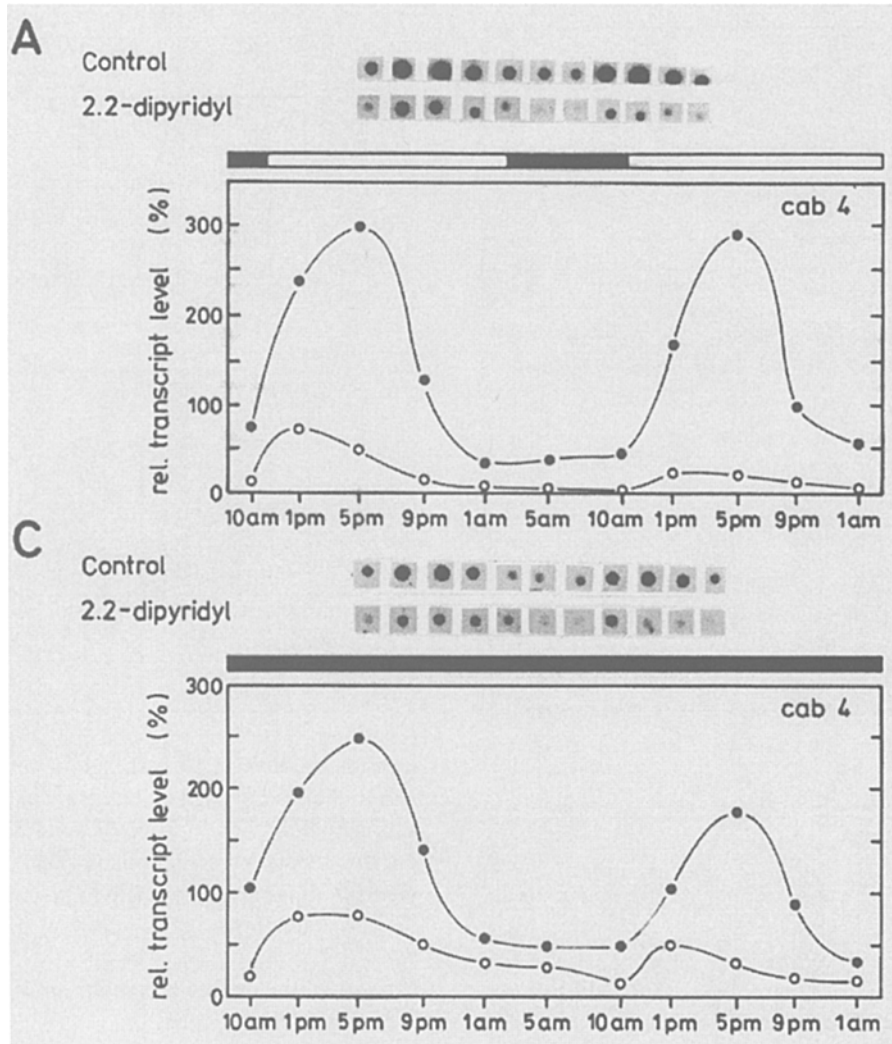 A
Control
2.2-dipyridyl
cab 4
rel. transcript level (%)
300
200
100
0
10am 1pm 5pm 9pm 1am 5am 10am 1pm 5pm 9pm 1am
C
Control
2.2-dipyridyl
cab 4
rel. transcript level (%)
300
200
100
0
10am 1pm 5pm 9pm 1am 5am 10am 1pm 5pm 9pm 1am